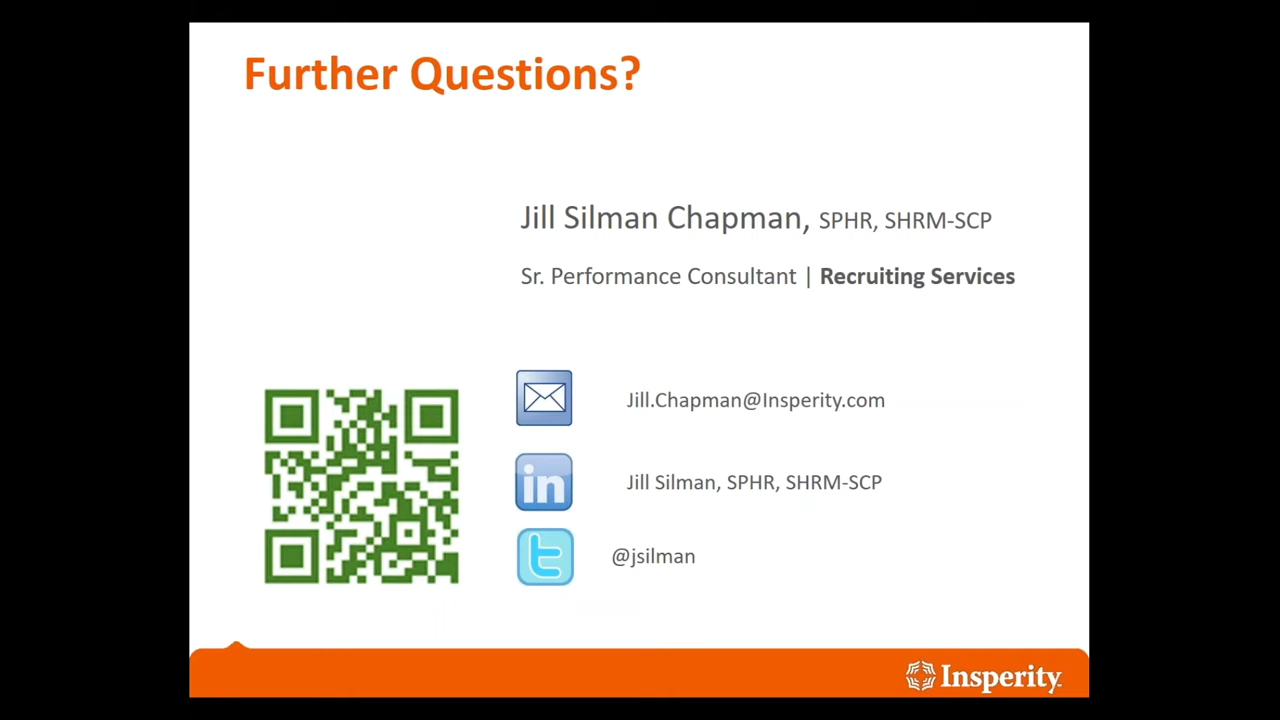 Further Questions?
Jill Silman Chapman, SPHR, SHRM-SCP
Sr. Performance Consultant | Recruiting Services
Jill.Chapman@Insperity.com
in Jill Silman, SPHR, SHRM-SCP
t @jsilman
Insperity